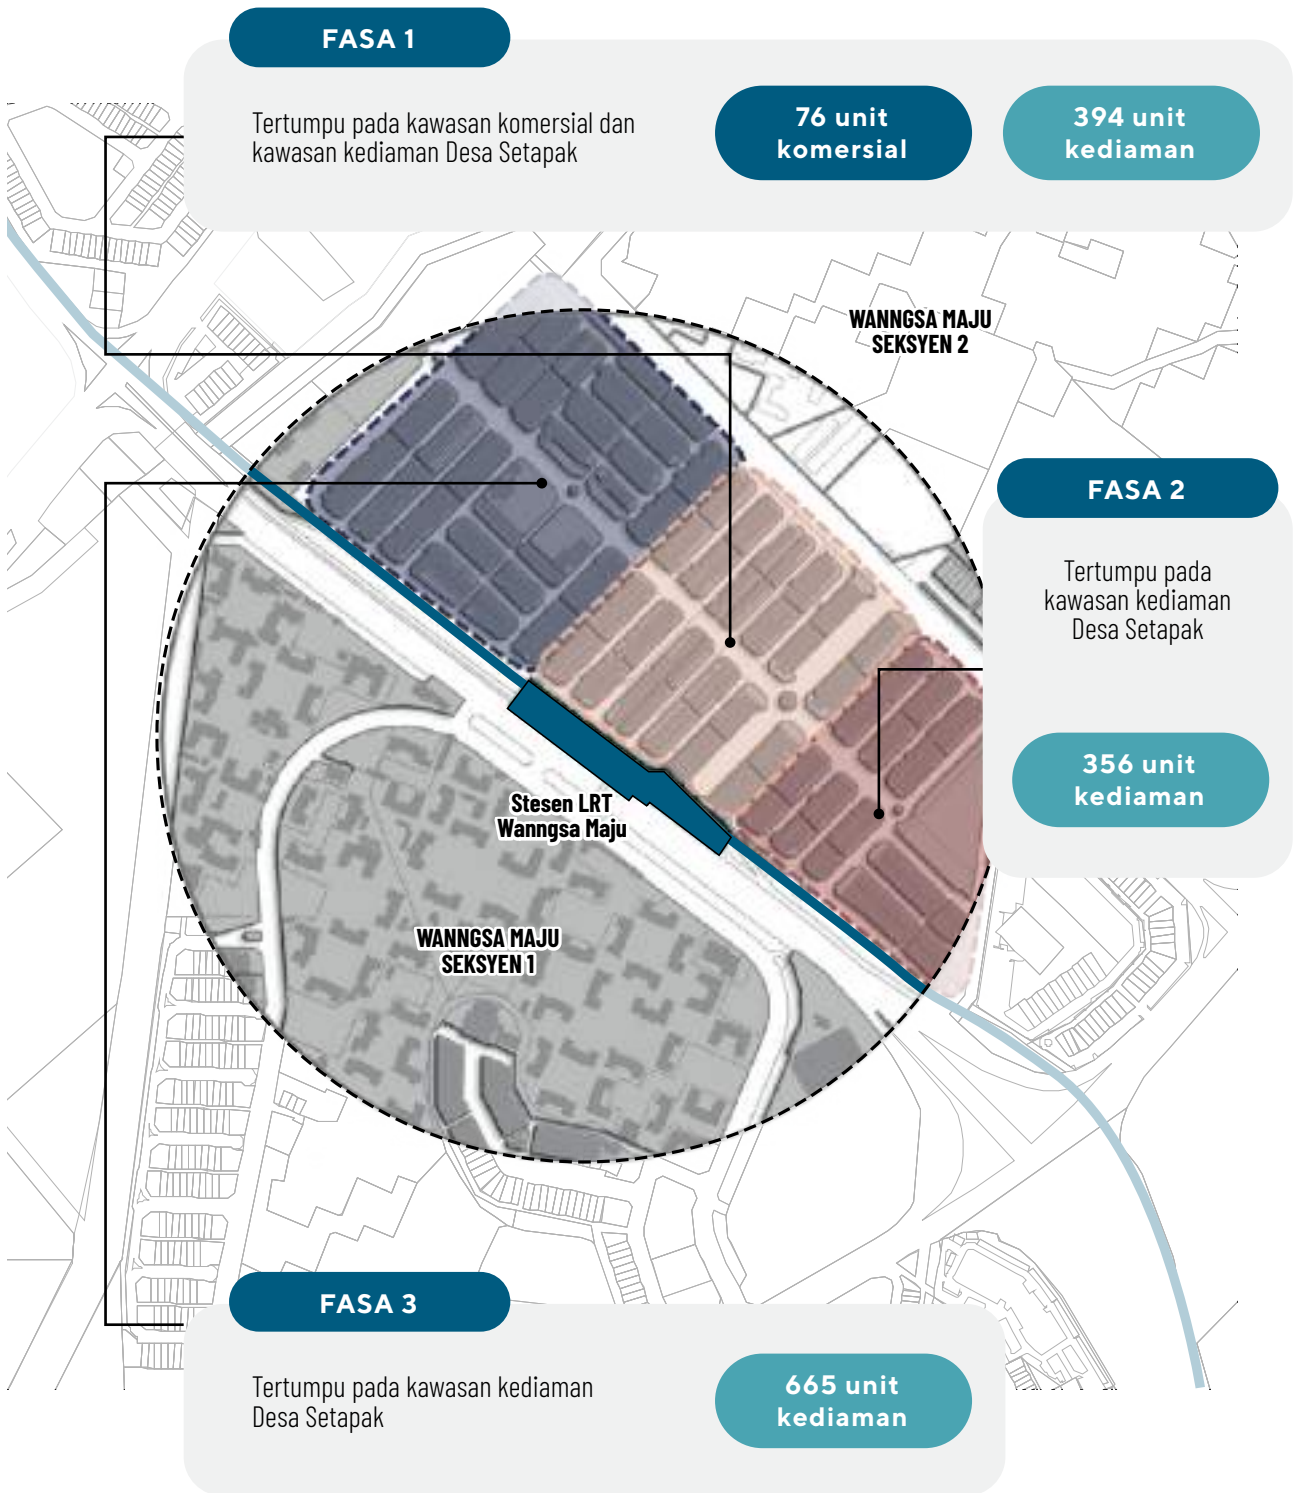 FASA 1
Tertumpu pada kawasan komersial dan
kawasan kediaman Desa Setapak
76 unit
komersial
394 unit
kediaman
WANNGSA MAJU
SEKSYEN 2
FASA 2
Tertumpu pada
kawasan kediaman
Desa Setapak
356 unit
kediaman
Stesen LRT
Wanngsa Maju
WANNGSA MAJU
SEKSYEN 1
FASA 3
Tertumpu pada kawasan kediaman
Desa Setapak
665 unit
kediaman